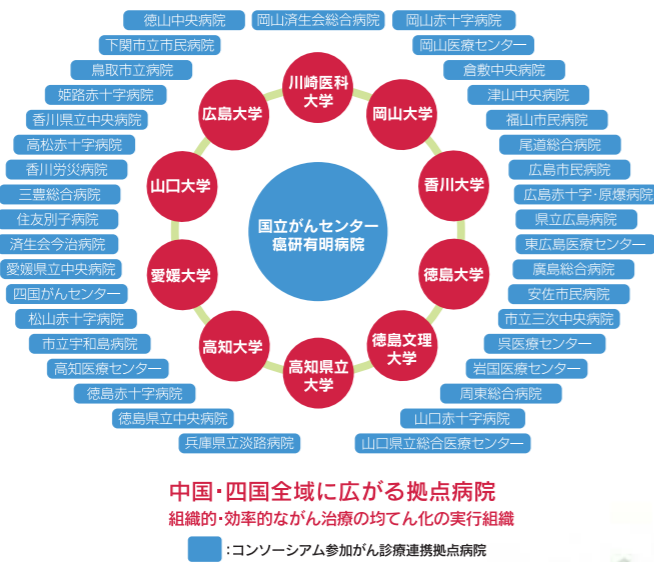 徳山中央病院
岡山済生会総合病院
岡山赤十字病院
下関市立市民病院
岡山医療センター
鳥取市立病院
倉敷中央病院
姫路赤十字病院
津山中央病院
香川県立中央病院
福山市民病院
高松赤十字病院
尾道総合病院
香川労災病院
広島市民病院
三豊総合病院
広島赤十字・原爆病院
住友別子病院
県立広島病院
済生会今治病院
東広島医療センター
愛媛県立中央病院
廣島総合病院
四国がんセンター
安佐市民病院
松山赤十字病院
市立三次中央病院
市立宇和島病院
呉医療センター
高知医療センター
岩国医療センター
徳島赤十字病院
周東総合病院
徳島県立中央病院
山口赤十字病院
兵庫県立淡路病院
山口県立総合医療センター
川崎医科
大学
広島大学
岡山大学
山口大学
香川大学
国立がんセンター
癌研有明病院
愛媛大学
徳島大学
高知大学
徳島文理
大学
高知県立
大学
中国・四国全域に広がる拠点病院
組織的・効率的ながん治療の均てん化の実行組織
:コンソーシアム参加がん診療連携拠点病院